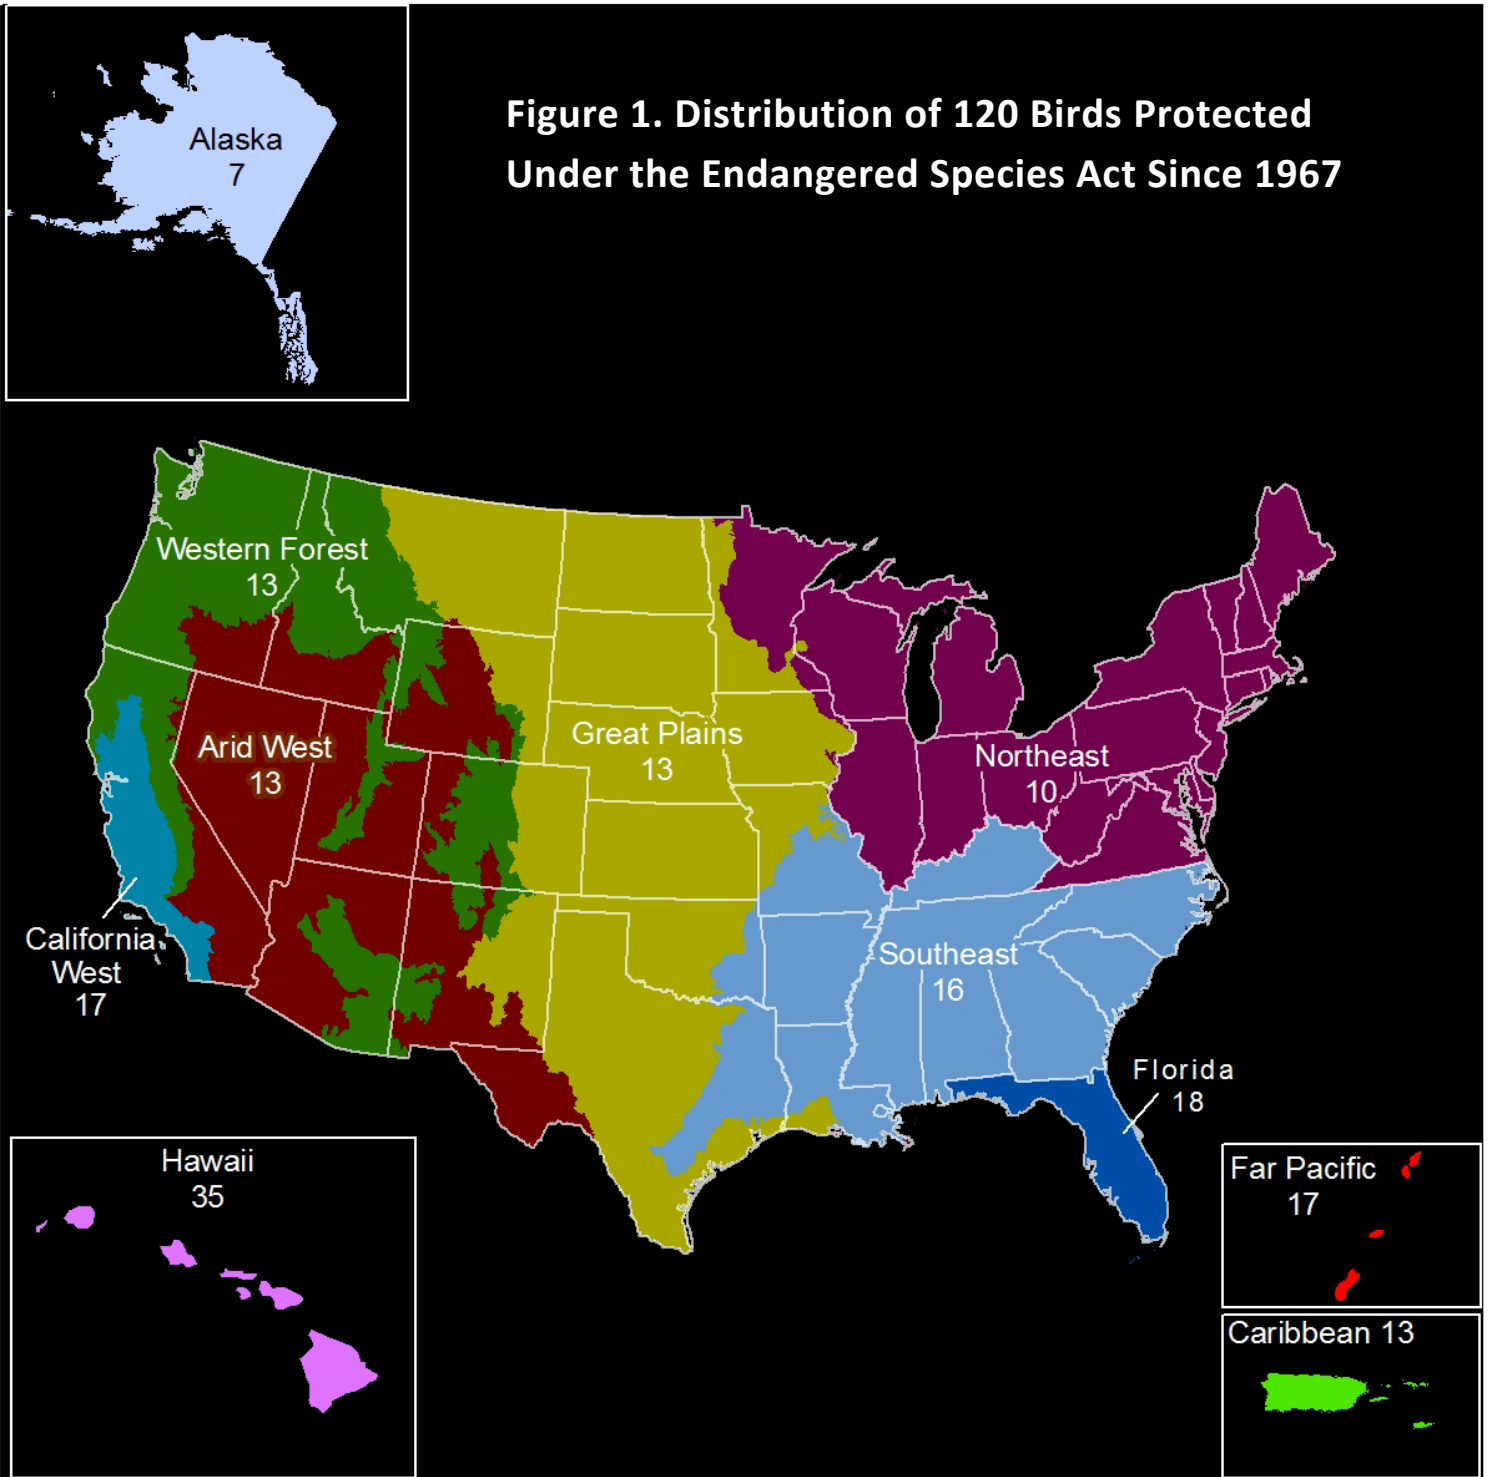 Figure 1. Distribution of 120 Birds Protected
Under the Endangered Species Act Since 1967
Alaska
7
Western Forest
13
Arid West
13
Great Plains
13
Northeast
10
California
West
17
Southeast
16
Florida
18
Hawaii
35
Far Pacific
17
Caribbean 13